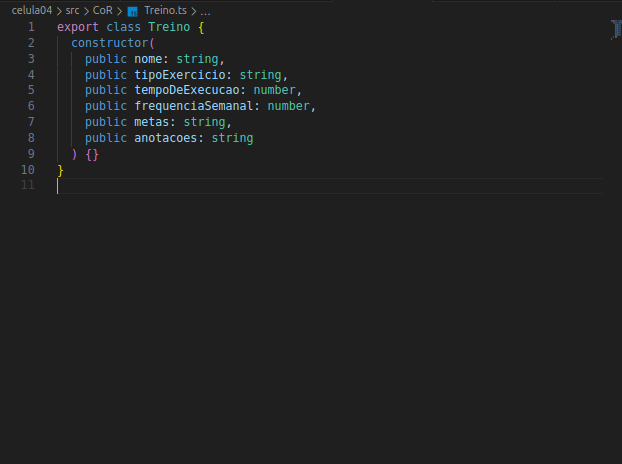 celula04 > src > CoR > Treino.ts > ...
1 export class Treino {
2 constructor(
3 public nome: string,
4 public tipoExercicio: string,
5 public tempoDeExecucao: number,
6 public frequenciaSemanal: number,
7 public metas: string,
8 public anotacoes: string
9 ) {}
10 }
11